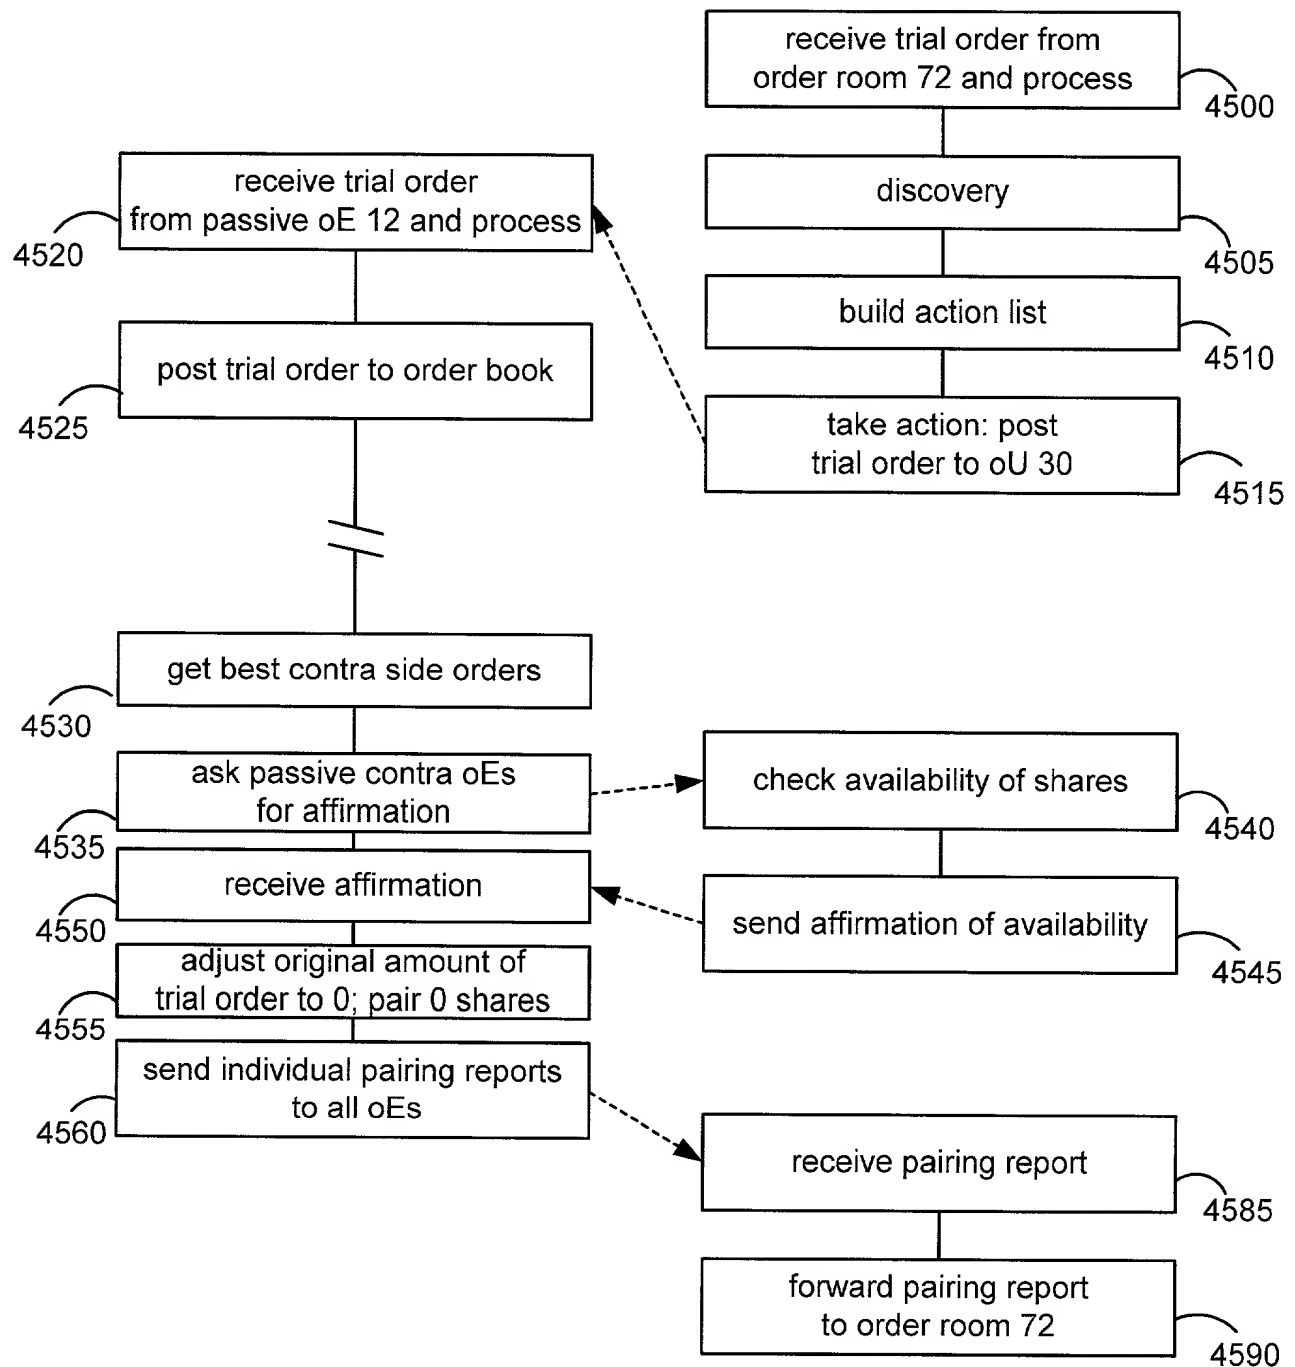 receive trial order from
order room 72 and process
4500
discovery
4505
build action list
4510
take action: post
trial order to oU 30
4515
receive trial order
from passive oE 12 and process
4520
post trial order to order book
4525
get best contra side orders
4530
ask passive contra oEs
for affirmation
4535
check availability of shares
4540
send affirmation of availability
4545
receive affirmation
4550
adjust original amount of
trial order to 0; pair 0 shares
4555
send individual pairing reports
to all oEs
4560
receive pairing report
4585
forward pairing report
to order room 72
4590